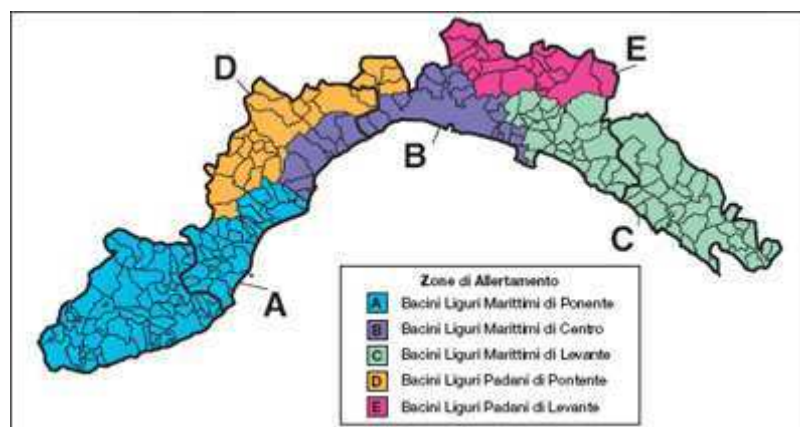 E
D
B
C
A
Zone di Allertamento
A Bacini Liguri Marittimi di Ponente
B Bacini Liguri Marittimi di Centro
C Bacini Liguri Marittimi di Levante
D Bacini Liguri Padani di Pontente
E Bacini Liguri Padani di Levante